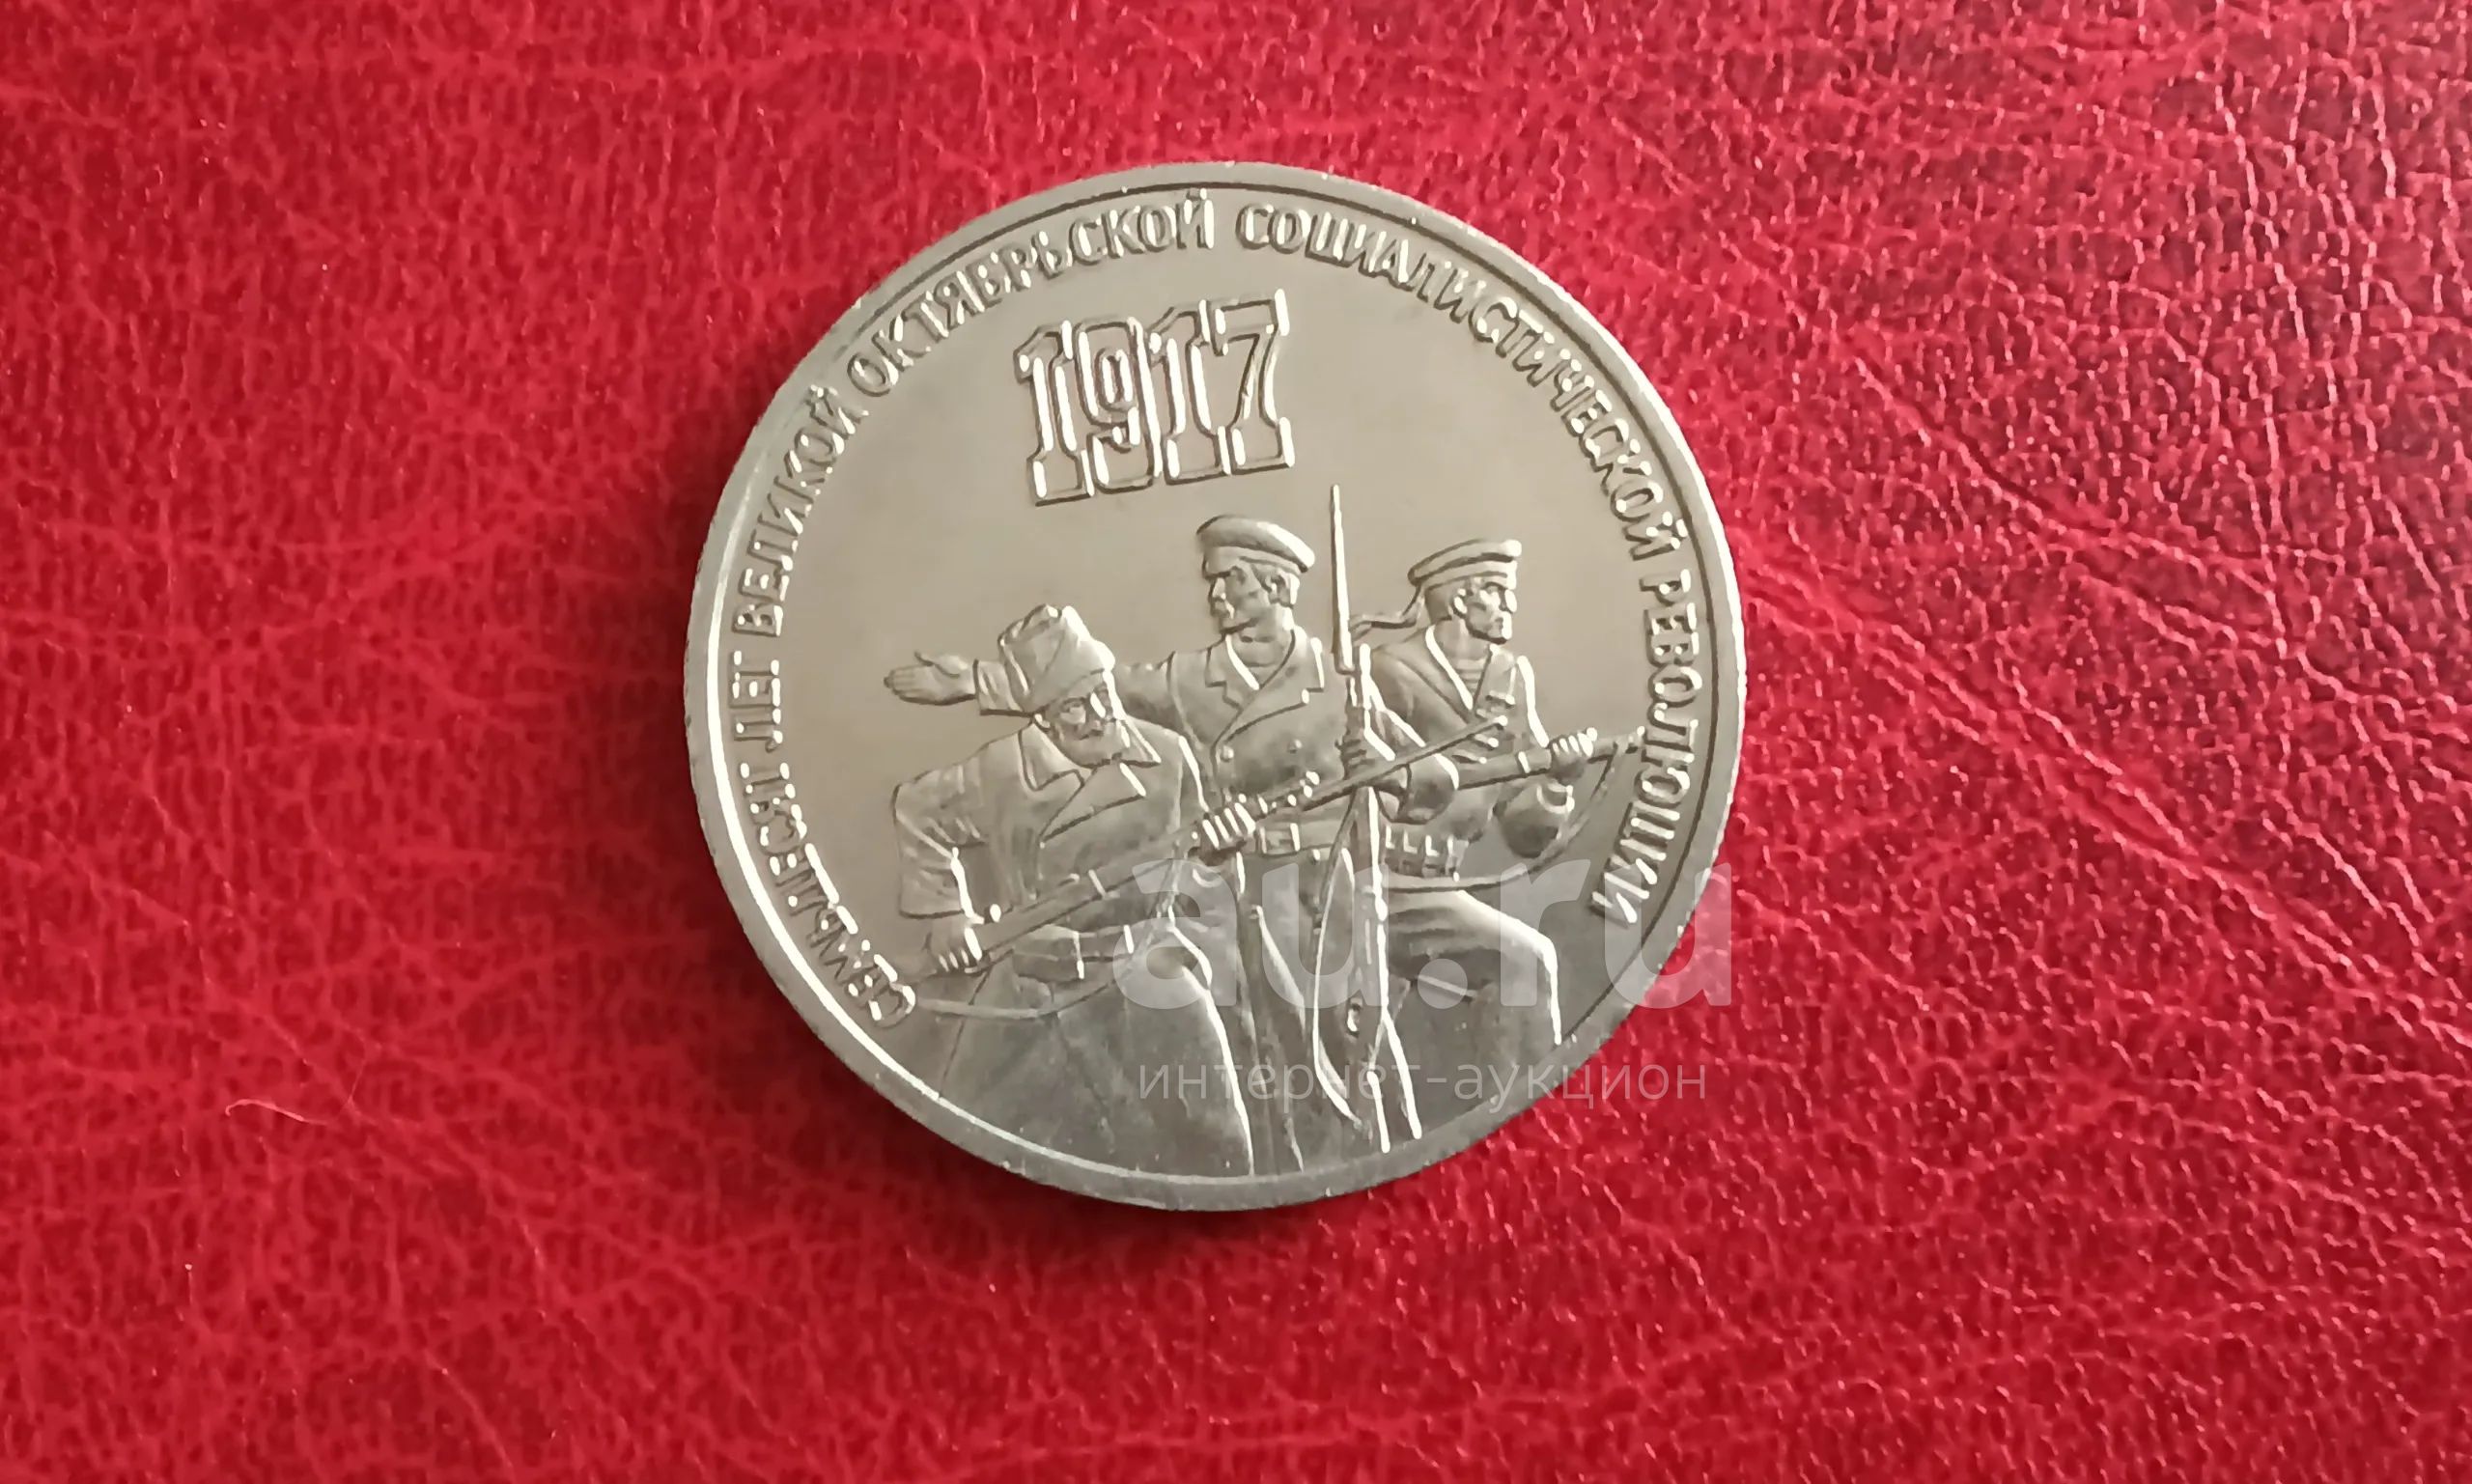 СЕМЬДЕСЯТ ЛЕТ ВЕЛИКОЙ ОКТЯБРЬСКОЙ СОЦИАЛИСТИЧЕСКОЙ РЕВОЛЮЦИИ
1917
au.ru
интернет-аукцион